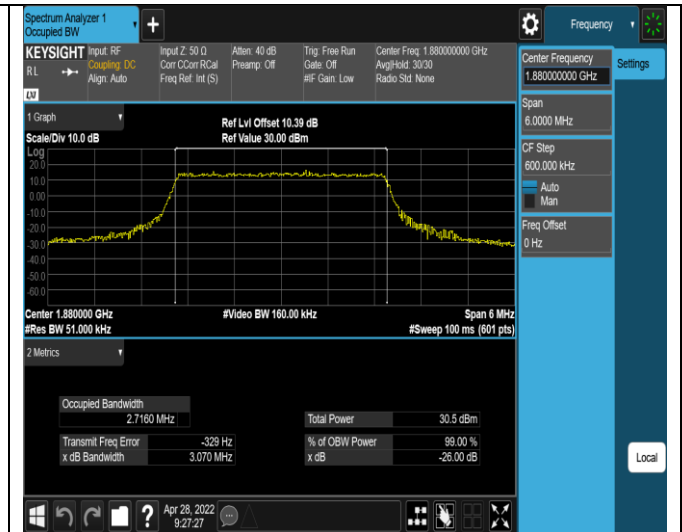 Spectrum Analyzer 1
Occupied BW
+
Frequency
KEYSIGHT
R L
LXI
Input: RF
Coupling: DC
Align: Auto
Input Z: 50 Ω
Corr CCorr RCal
Freq Ref: Int (S)
Atten: 40 dB
Preamp: Off
Trig: Free Run
Gate: Off
#IF Gain: Low
Center Freq: 1.880000000 GHz
Avg|Hold: 30/30
Radio Std: None
Center Frequency
1.880000000 GHz
Settings
Span
6.0000 MHz
CF Step
600.000 kHz
Auto
Man
Freq Offset
0 Hz
Local
1 Graph
Scale/Div 10.0 dB
Ref Lvl Offset 10.39 dB
Ref Value 30.00 dBm
Log
20.0
10.0
0.00
-10.0
-20.0
-30.0
-40.0
-50.0
-60.0
Center 1.880000 GHz
#Res BW 51.000 kHz
#Video BW 160.00 kHz
Span 6 MHz
#Sweep 100 ms (601 pts)
2 Metrics
Occupied Bandwidth
2.7160 MHz
Total Power 30.5 dBm
Transmit Freq Error -329 Hz
% of OBW Power 99.00 %
x dB Bandwidth 3.070 MHz
x dB -26.00 dB
?
Apr 28, 2022
9:27:27